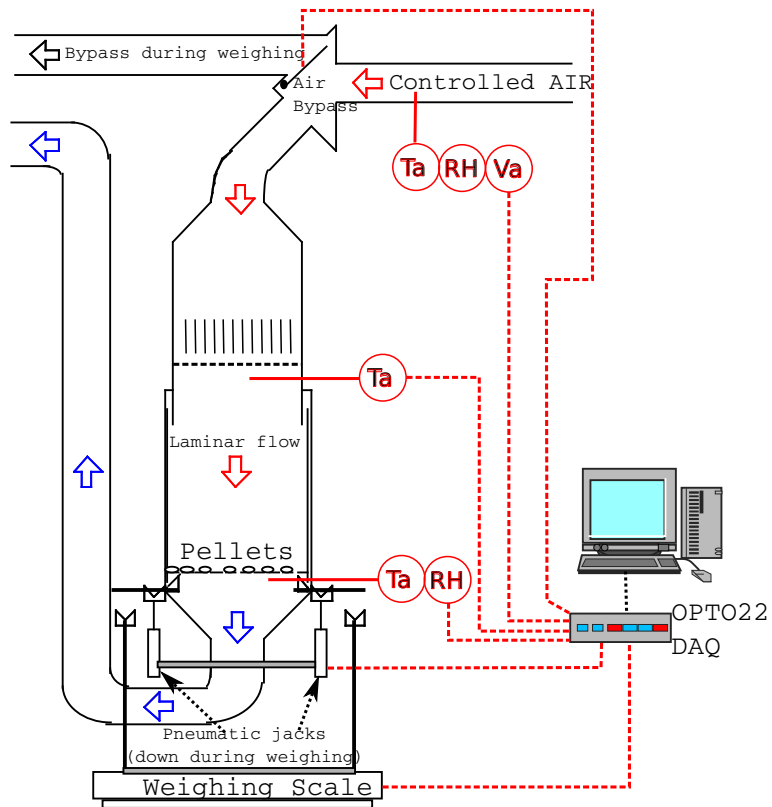 Bypass during weighing
Air
Bypass
Controlled AIR
Ta RH Va
Ta
Laminar flow
Pellets
Ta RH
OPTO22
DAQ
Pneumatic jacks
(down during weighing)
Weighing Scale